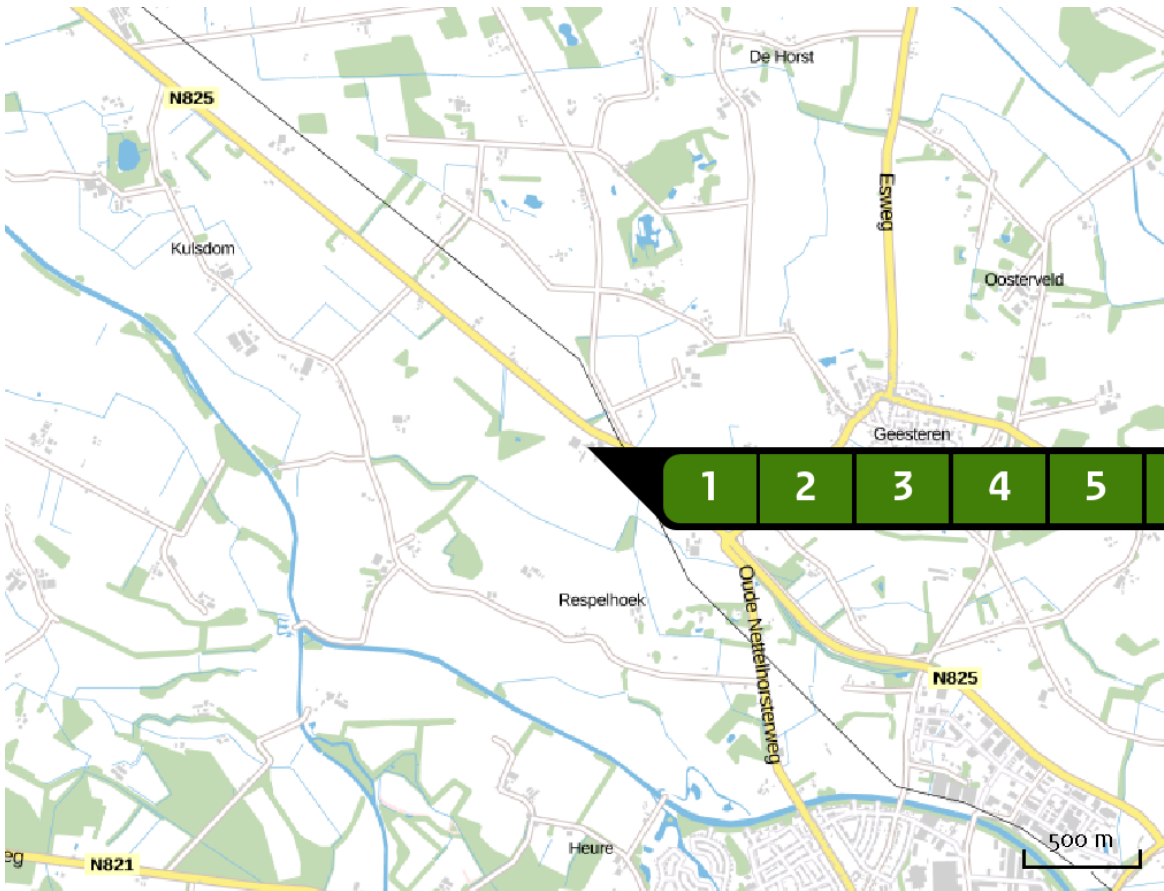 De Horst
N825
Esweg
Kulsdom
Oosterveld
Geesteren
1 2 3 4 5
Oude Nettelhorsterweg
Respelhoek
N825
500 m
Heure
eg
N821